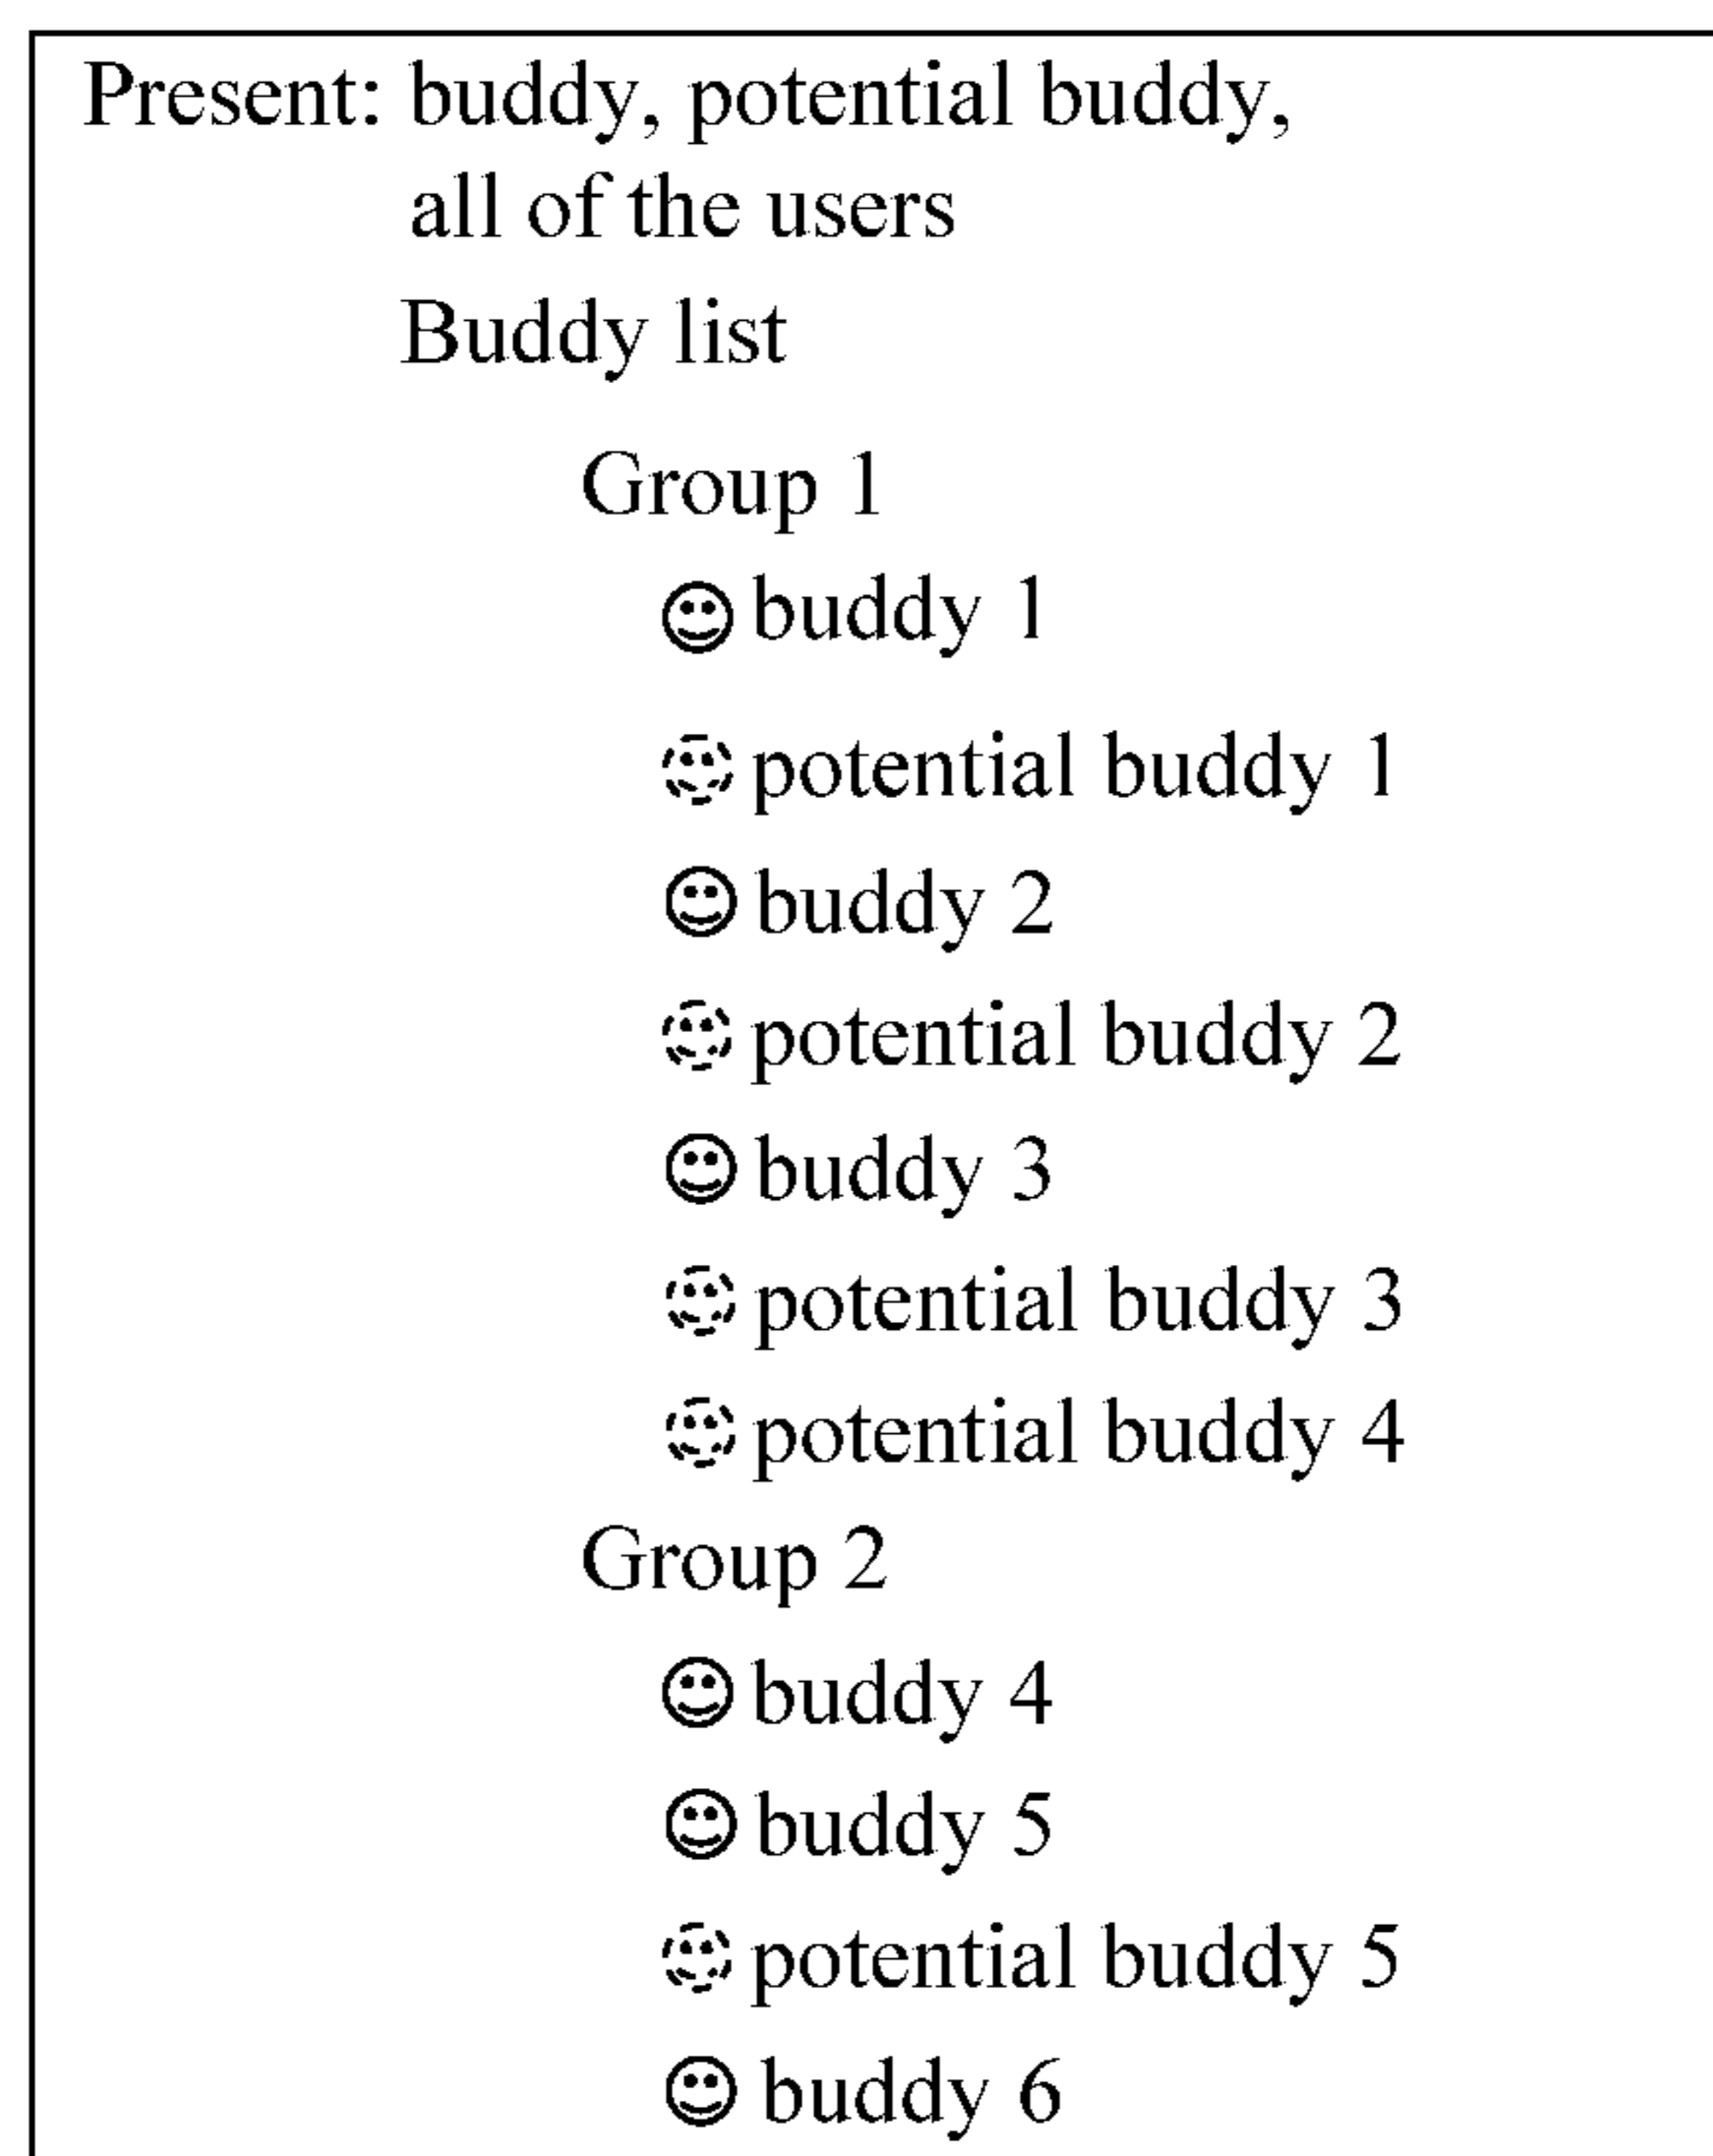 Present: buddy, potential buddy,
all of the users
Buddy list
Group 1
buddy 1
potential buddy 1
buddy 2
potential buddy 2
buddy 3
potential buddy 3
potential buddy 4
Group 2
buddy 4
buddy 5
potential buddy 5
buddy 6